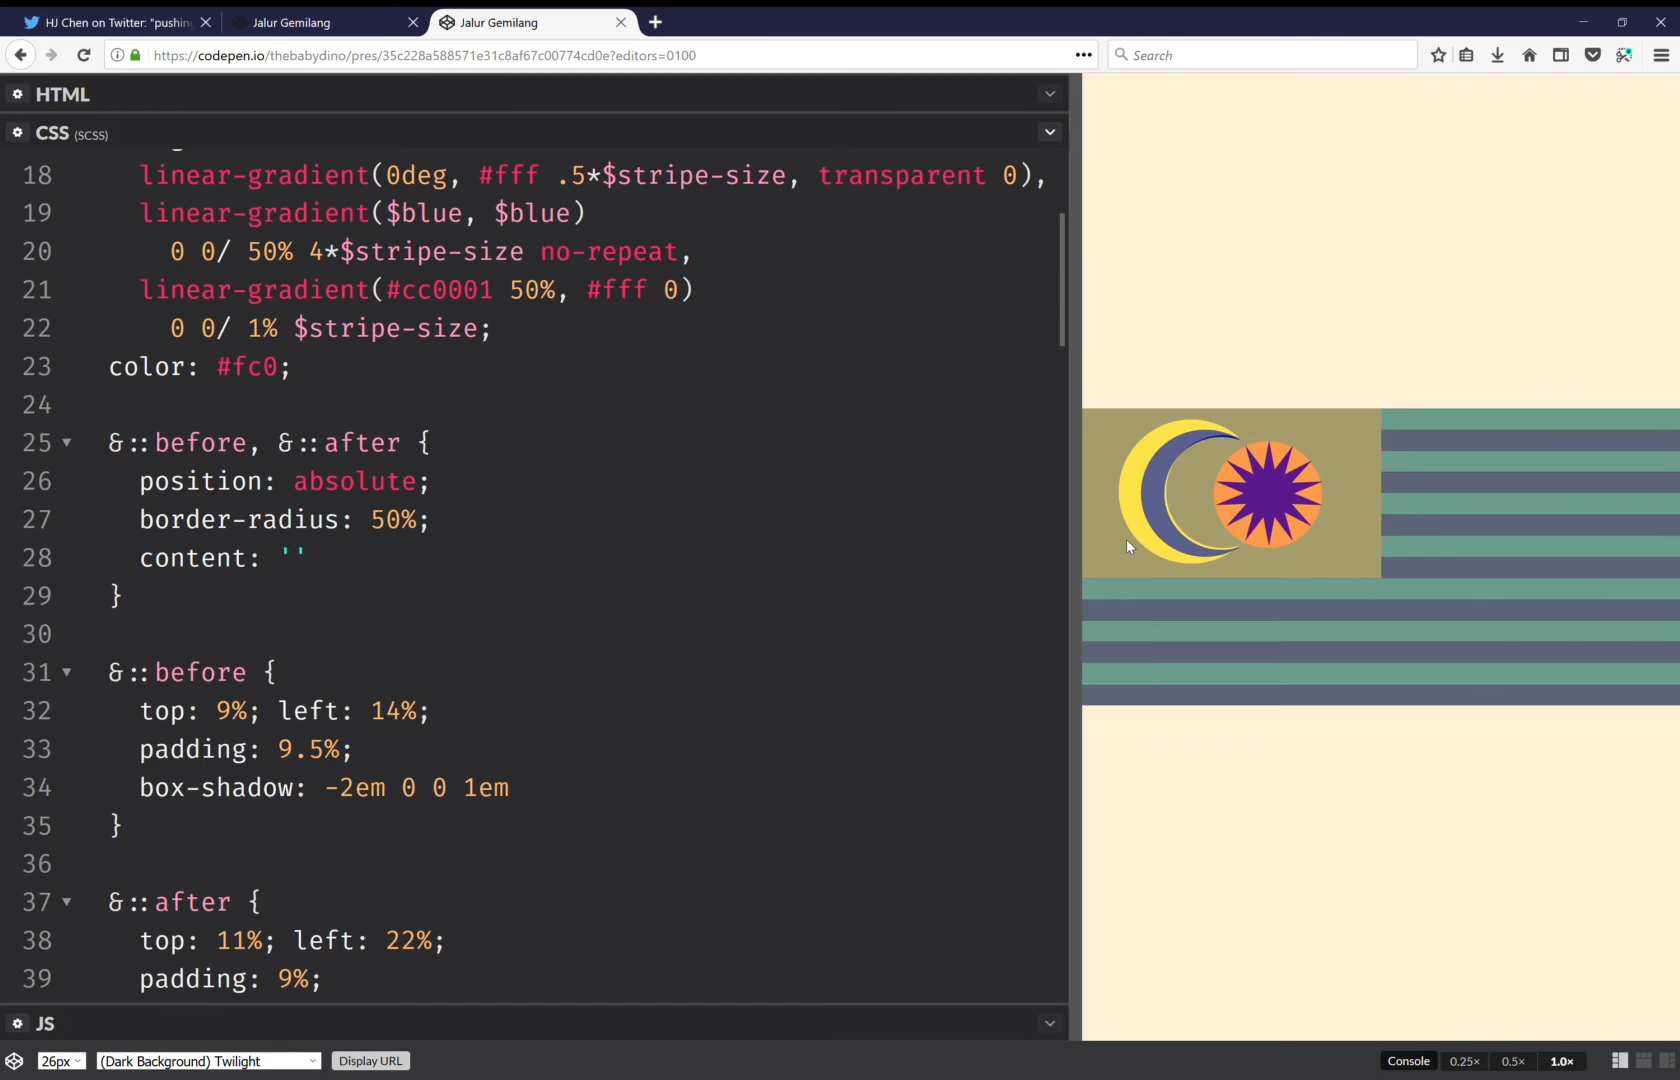 HJ Chen on Twitter: "pushin
Jalur Gemilang
Jalur Gemilang
https://codepen.io/thebabydino/pres/35c228a588571e31c8af67c00774cd0e?editors=0100
Search
HTML
CSS (SCSS)
18 linear-gradient(0deg, #fff .5*$stripe-size, transparent 0),
19 linear-gradient($blue, $blue)
20 0 0/ 50% 4*$stripe-size no-repeat,
21 linear-gradient(#cc0001 50%, #fff 0)
22 0 0/ 1% $stripe-size;
23 color: #fc0;
24
25 &::before, &::after {
26 position: absolute;
27 border-radius: 50%;
28 content: ''
29 }
30
31 &::before {
32 top: 9%; left: 14%;
33 padding: 9.5%;
34 box-shadow: -2em 0 0 1em
35 }
36
37 &::after {
38 top: 11%; left: 22%;
39 padding: 9%;
JS
26px (Dark Background) Twilight Display URL
Console 0.25× 0.5× 1.0×